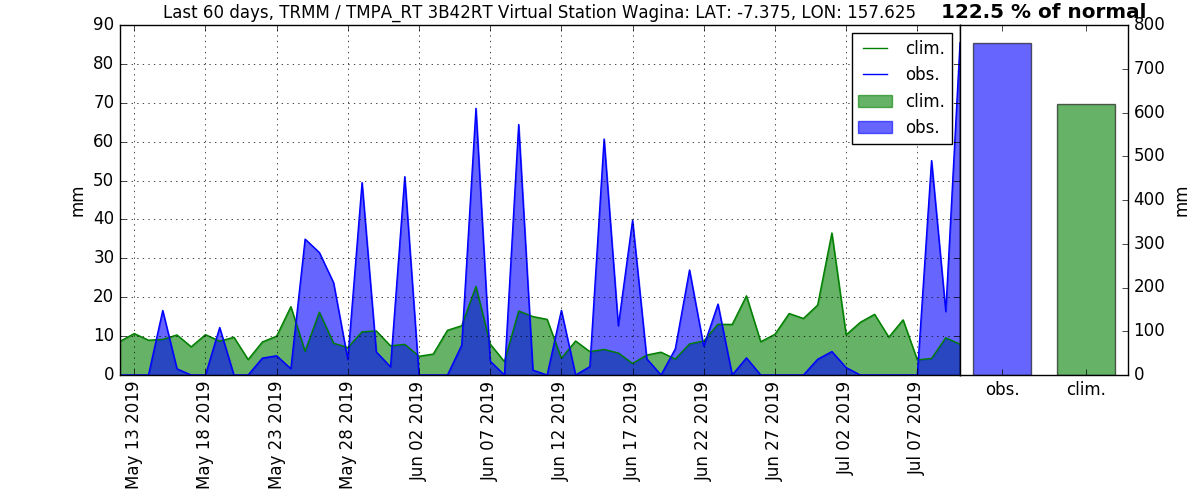 Last 60 days, TRMM / TMPA_RT 3B42RT Virtual Station Wagina: LAT: -7.375, LON: 157.625
122.5 % of normal
90
80
70
60
50
40
30
20
10
0
mm
clim.
obs.
clim.
obs.
May 13 2019
May 18 2019
May 23 2019
May 28 2019
Jun 02 2019
Jun 07 2019
Jun 12 2019
Jun 17 2019
Jun 22 2019
Jun 27 2019
Jul 02 2019
Jul 07 2019
800
700
600
500
400
300
200
100
0
mm
obs.
clim.